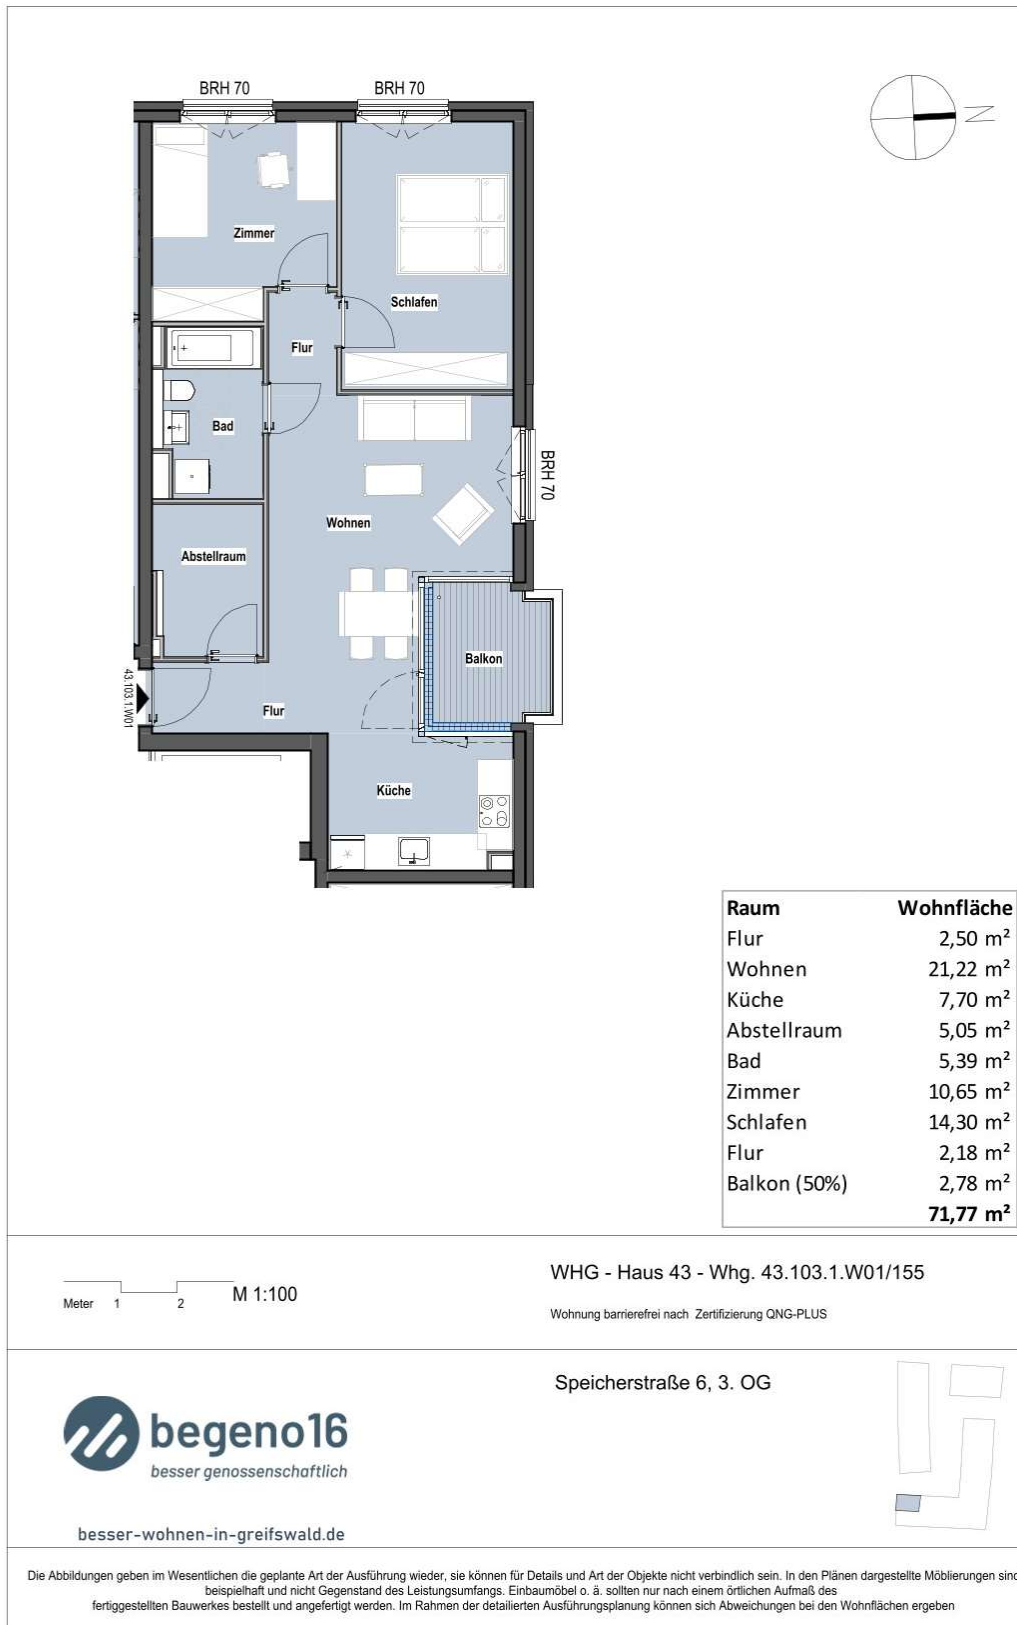 BRH 70
BRH 70
N
Zimmer
Schlafen
Flur
Bad
BRH 70
Wohnen
Abstellraum
Balkon
43.103.1.W01
Flur
Küche
Raum Wohnfläche
Flur 2,50 m²
Wohnen 21,22 m²
Küche 7,70 m²
Abstellraum 5,05 m²
Bad 5,39 m²
Zimmer 10,65 m²
Schlafen 14,30 m²
Flur 2,18 m²
Balkon (50%) 2,78 m²
71,77 m²
Meter 1 2 M 1:100
WHG - Haus 43 - Whg. 43.103.1.W01/155
Wohnung barrierefrei nach Zertifizierung QNG-PLUS
Speicherstraße 6, 3. OG
begeno16
besser genossenschaftlich
besser-wohnen-in-greifswald.de
Die Abbildungen geben im Wesentlichen die geplante Art der Ausführung wieder, sie können für Details und Art der Objekte nicht verbindlich sein. In den Plänen dargestellte Möblierungen sind
beispielhaft und nicht Gegenstand des Leistungsumfangs. Einbaumöbel o. ä. sollten nur nach einem örtlichen Aufmaß des
fertiggestellten Bauwerkes bestellt und angefertigt werden. Im Rahmen der detailierten Ausführungsplanung können sich Abweichungen bei den Wohnflächen ergeben